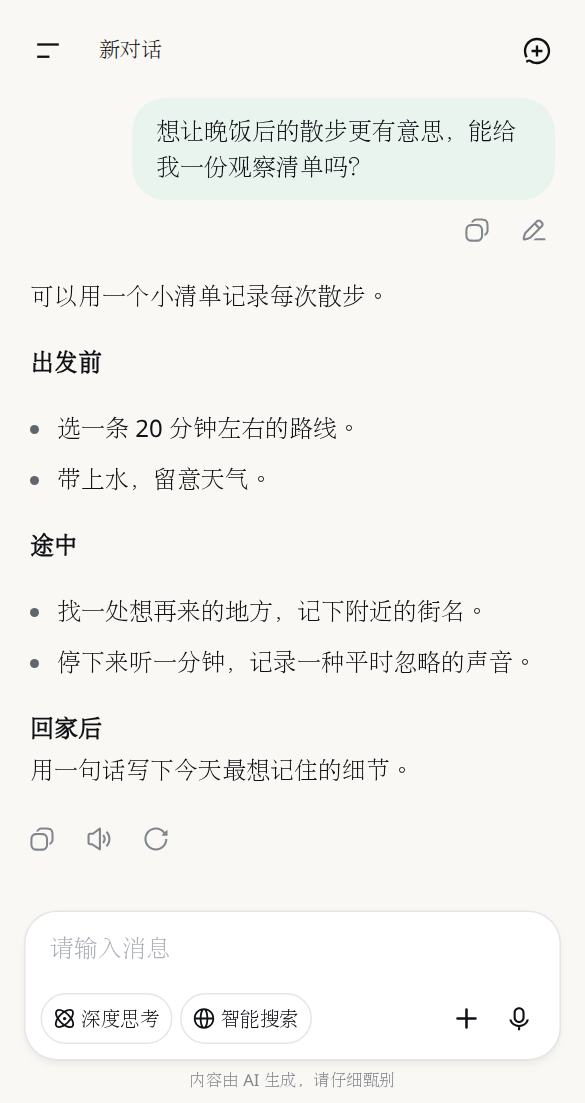 新对话
想让晚饭后的散步更有意思，能给
我一份观察清单吗？
可以用一个小清单记录每次散步。
出发前
选一条 20 分钟左右的路线。
带上水，留意天气。
途中
找一处想再来的地方，记下附近的街名。
停下来听一分钟，记录一种平时忽略的声音。
回家后
用一句话写下今天最想记住的细节。
请输入消息
深度思考
智能搜索
内容由 AI 生成，请仔细甄别